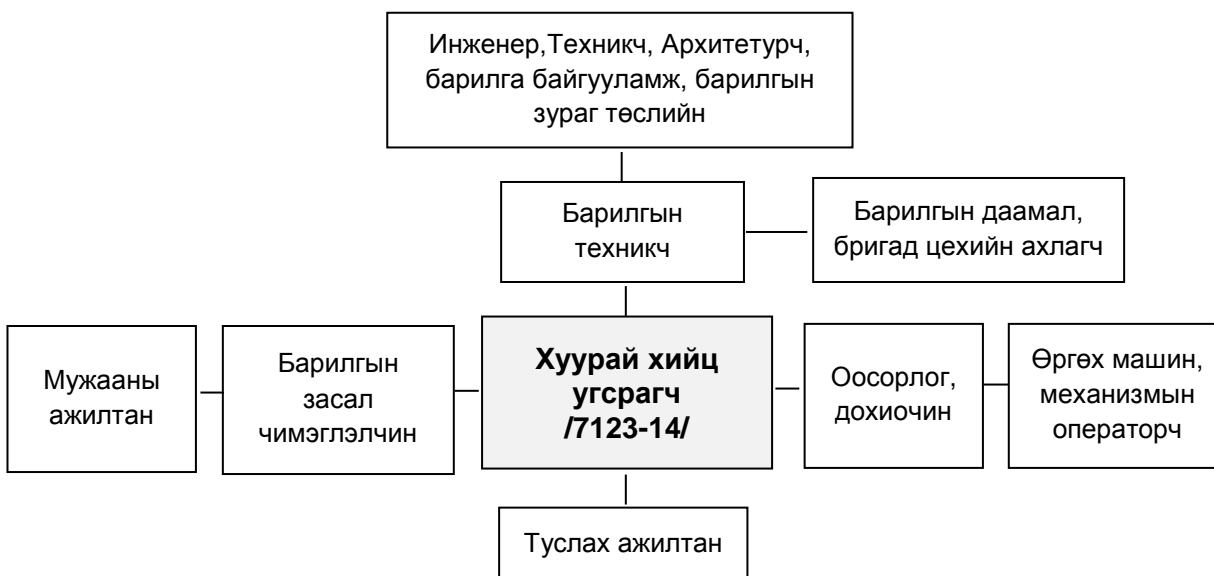 Инженер,Техникч, Архитетурч,
барилга байгууламж, барилгын
зураг төслийн
Барилгын
техникч
Барилгын даамал,
бригад цехийн ахлагч
Мужааны
ажилтан
Барилгын
засал
чимэглэлчин
Хуурай хийц
угсрагч
/7123-14/
Оосорлог,
дохиочин
Өргөх машин,
механизмын
операторч
Туслах ажилтан